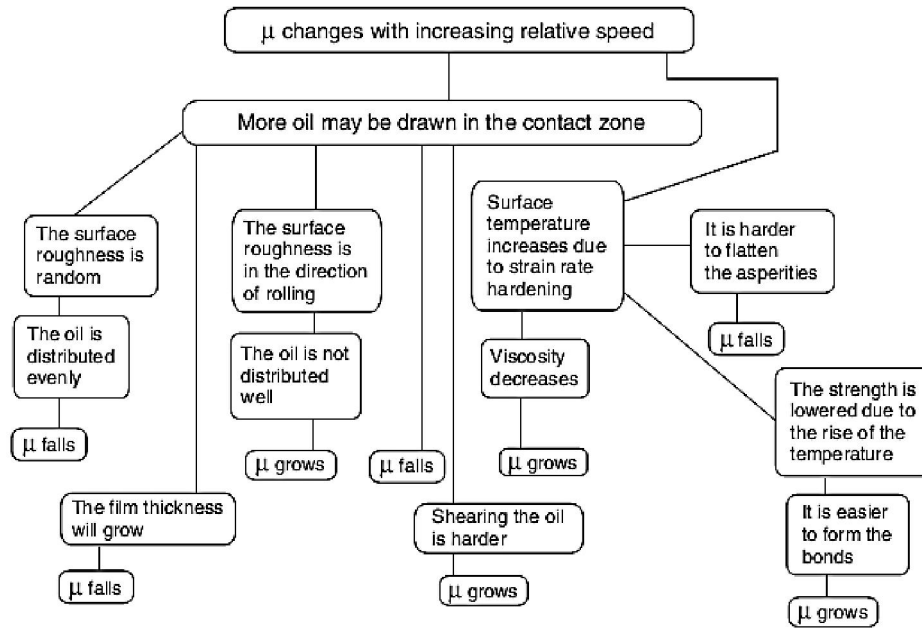 μ changes with increasing relative speed
More oil may be drawn in the contact zone
The surface
roughness is
random
The oil is
distributed
evenly
μ falls
The film thickness
will grow
μ falls
The surface
roughness is
in the direction
of rolling
The oil is not
distributed
well
μ grows
μ falls
Shearing the oil
is harder
μ grows
Surface
temperature
increases due
to strain rate
hardening
Viscosity
decreases
μ grows
It is harder
to flatten
the asperities
μ falls
The strength is
lowered due to
the rise of the
temperature
It is easier
to form the
bonds
μ grows